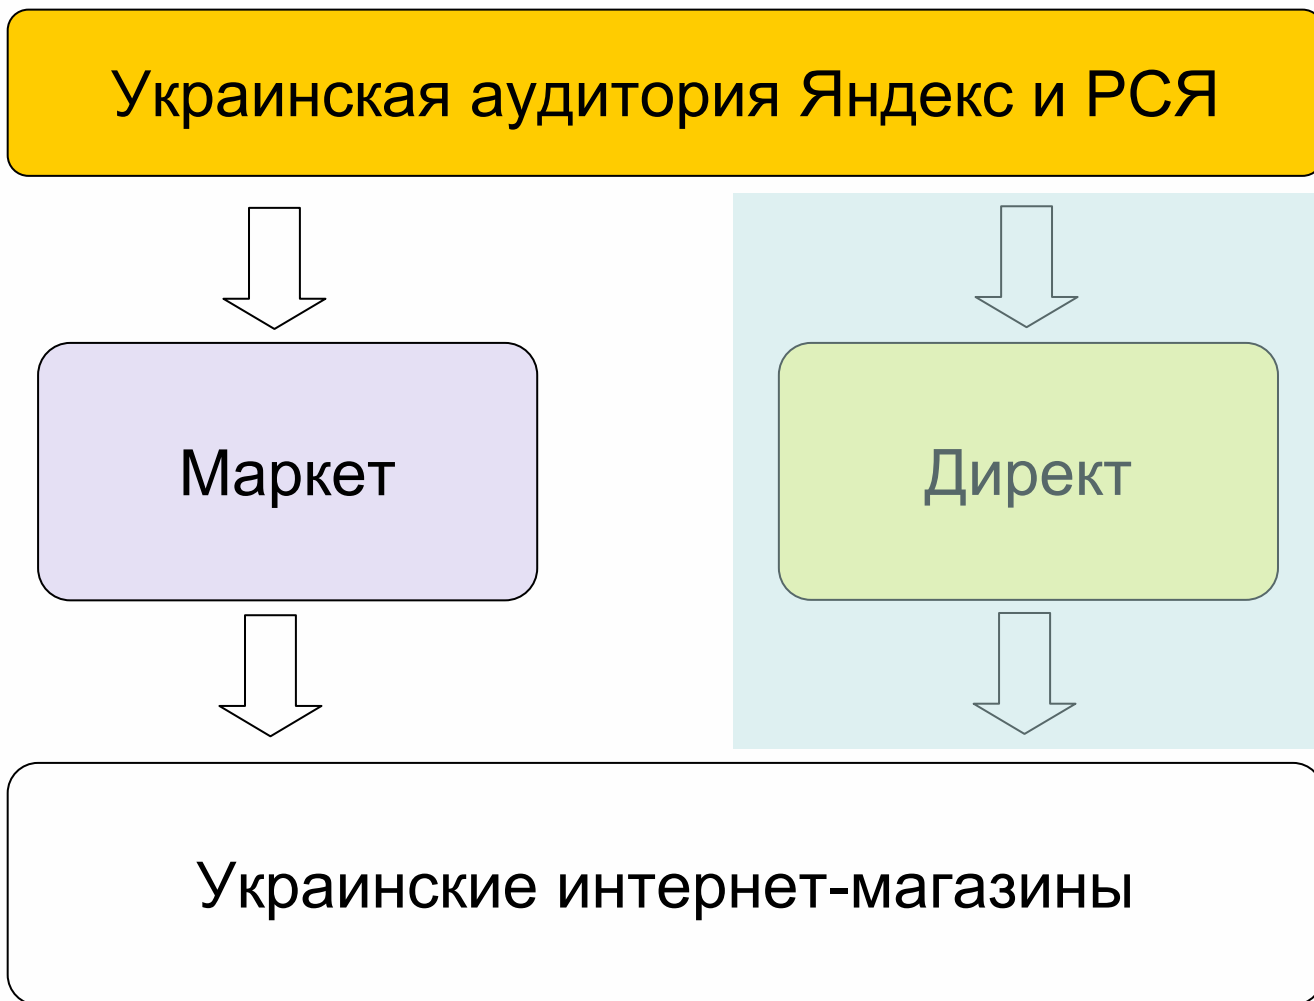 Украинская аудитория Яндекс и РСЯ
Маркет
Директ
Украинские интернет-магазины